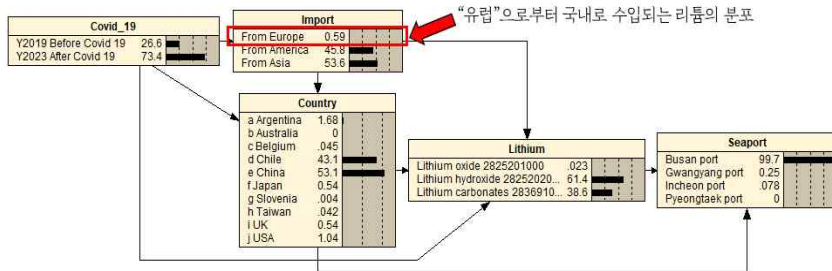 "유럽"으로부터 국내로 수입되는 리튬의 분포
Covid_19
Y2019 Before Covid 19 26.6
Y2023 After Covid 19 73.4
Import
From Europe 0.59
From America 45.8
From Asia 53.6
Country
a Argentina 1.68
b Australia 0
c Belgium .045
d Chile 43.1
e China 53.1
f Japan 0.54
g Slovenia .004
h Taiwan .042
i UK 0.54
j USA 1.04
Lithium
Lithium oxide 2825201000 .023
Lithium hydroxide 28252020... 61.4
Lithium carbonates 2836910... 38.6
Seaport
Busan port 99.7
Gwangyang port 0.25
Incheon port .078
Pyeongtaek port 0